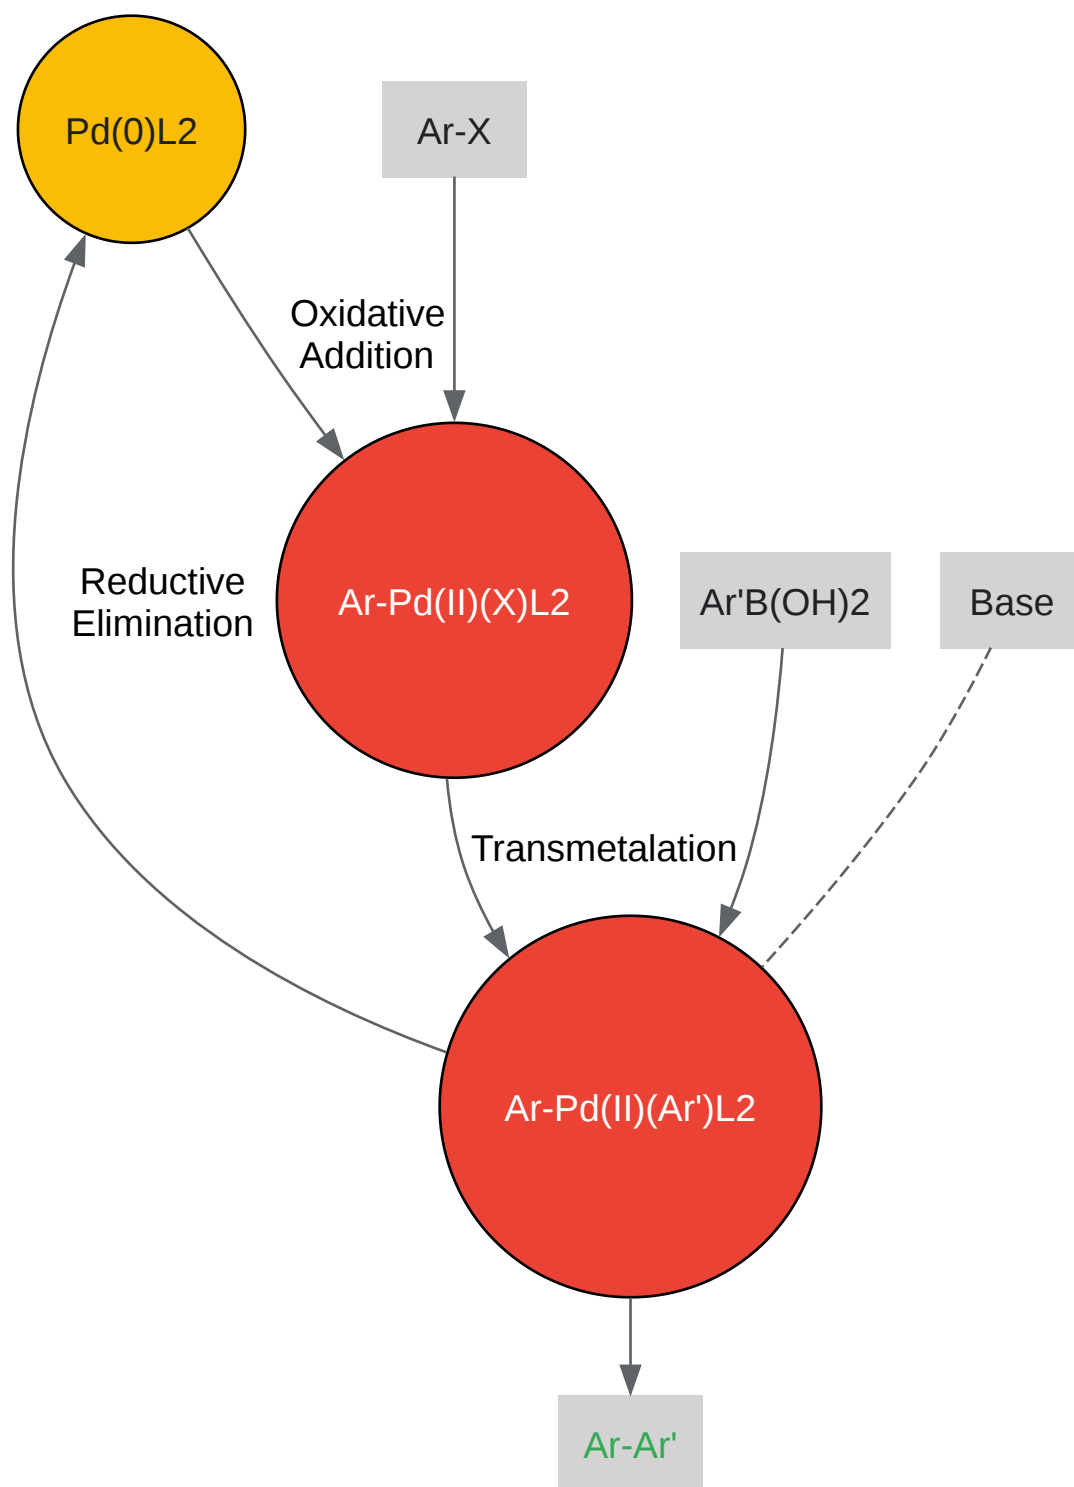 Pd(0)L2
Ar-X
Oxidative
Addition
Reductive
Elimination
Ar-Pd(II)(X)L2
Ar'B(OH)2
Base
Transmetalation
Ar-Pd(II)(Ar')L2
Ar-Ar'